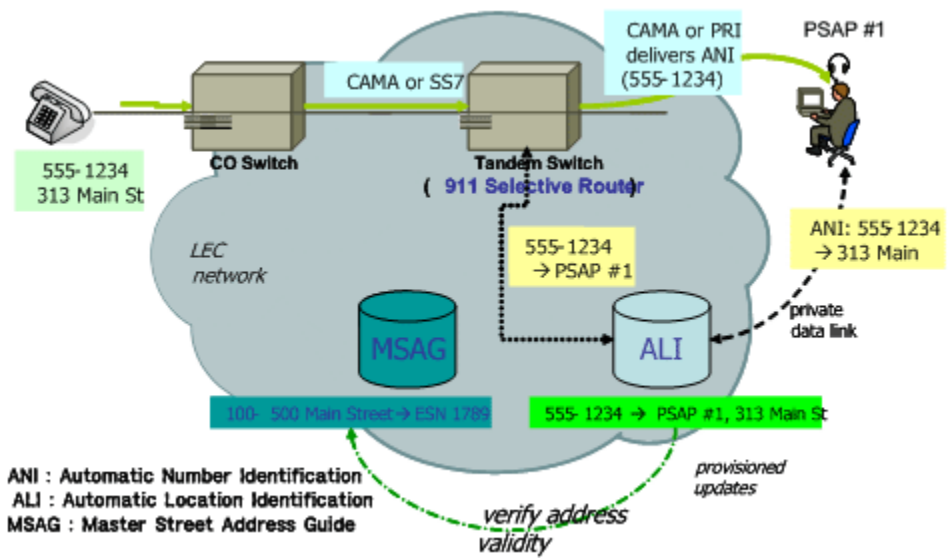 CAMA or PRI
delivers ANI
(555-1234)
PSAP #1
CAMA or SS7
CO Switch
Tandem Switch
( 911 Selective Router)
555-1234
313 Main St
LEC
network
555-1234
→ PSAP #1
ANI: 555-1234
→ 313 Main
private
data link
MSAG
ALI
100- 500 Main Street → ESN 1789
555-1234 → PSAP #1, 313 Main St
provisioned
updates
verify address
validity
ANI : Automatic Number Identification
ALI : Automatic Location Identification
MSAG : Master Street Address Guide